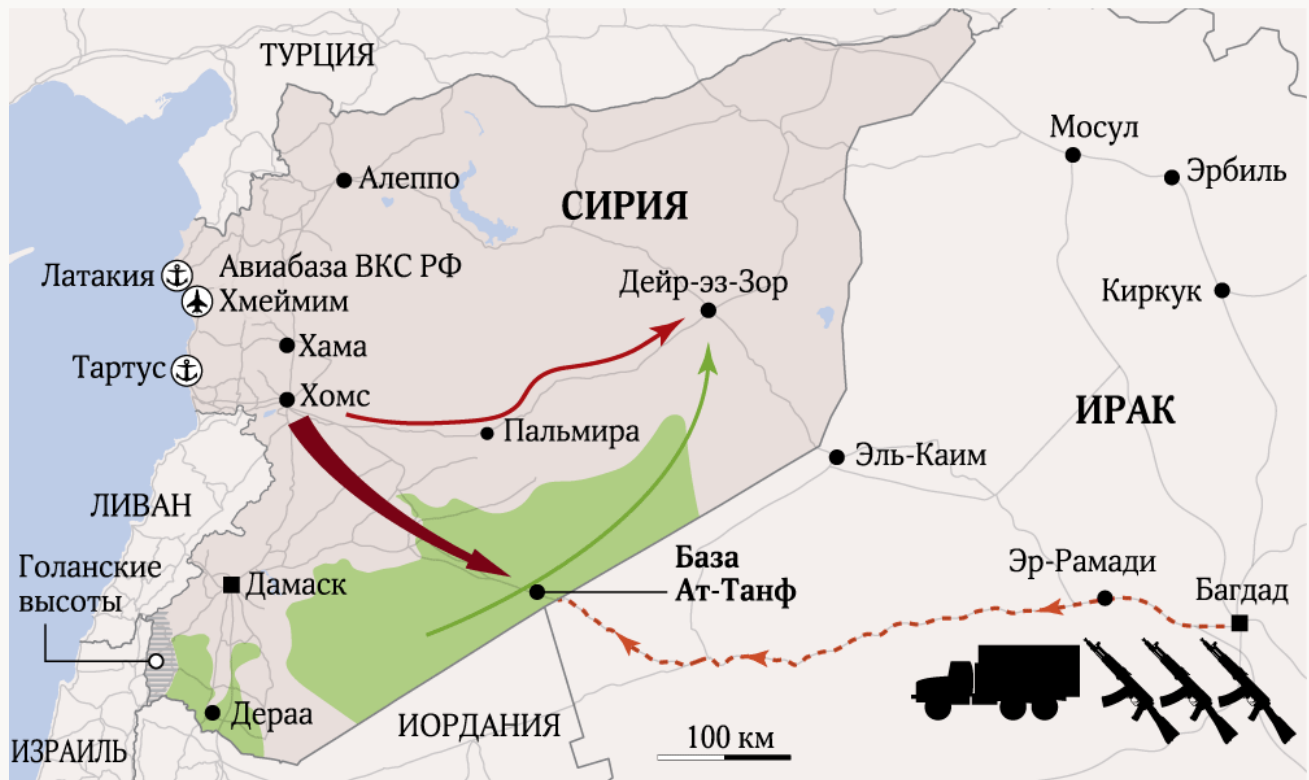 ТУРЦИЯ
Мосул
Эрбиль
Алеппо
СИРИЯ
Латакия
Авиабаза ВКС РФ
Хмеймим
Дейр-эз-Зор
Киркук
Хама
Тартус
Хомс
Пальмира
ИРАК
Эль-Каим
ЛИВАН
Голанские
высоты
Дамаск
База
Ат-Танф
Эр-Рамади
Багдад
Дераа
ИОРДАНИЯ
ИЗРАИЛЬ
100 км